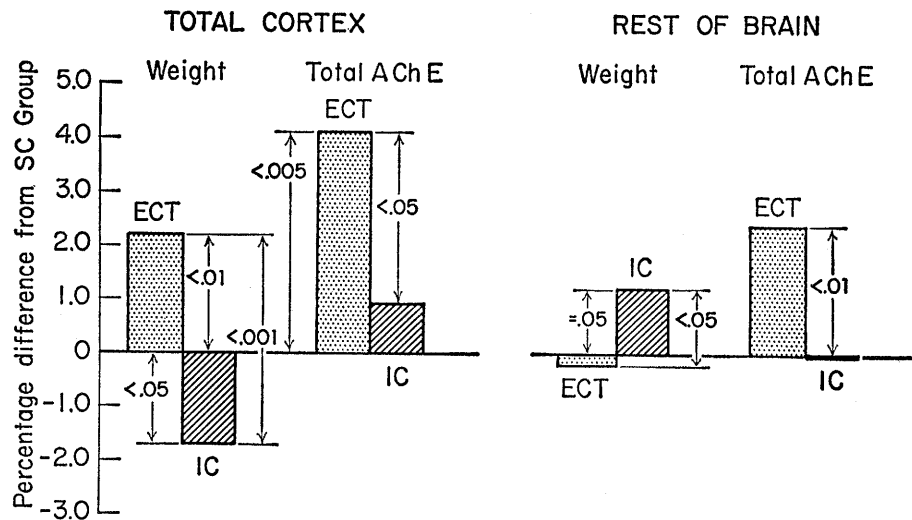 TOTAL CORTEX
REST OF BRAIN
Weight
Total AChE
Weight
Total AChE
Percentage difference from SC Group
5.0
4.0
3.0
2.0
1.0
0
-1.0
-2.0
-3.0
ECT
<.01
<.001
<.05
IC
ECT
<.005
<.05
IC
IC
=.05
<.05
ECT
ECT
<.01
IC